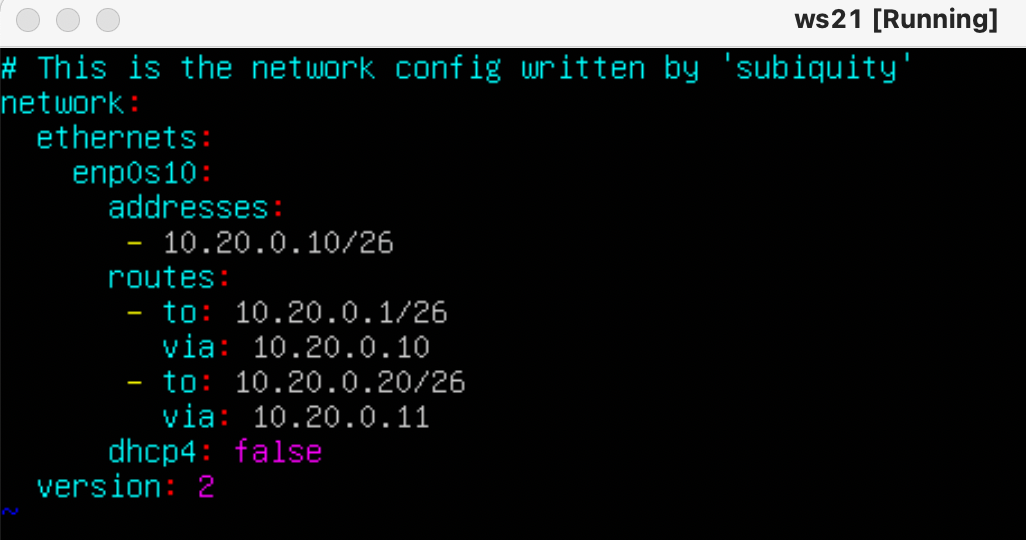 ws21 [Running]
# This is the network config written by 'subiquity'
network:
  ethernets:
    enp0s10:
      addresses:
       - 10.20.0.10/26
      routes:
       - to: 10.20.0.1/26
         via: 10.20.0.10
       - to: 10.20.0.20/26
         via: 10.20.0.11
      dhcp4: false
  version: 2
~